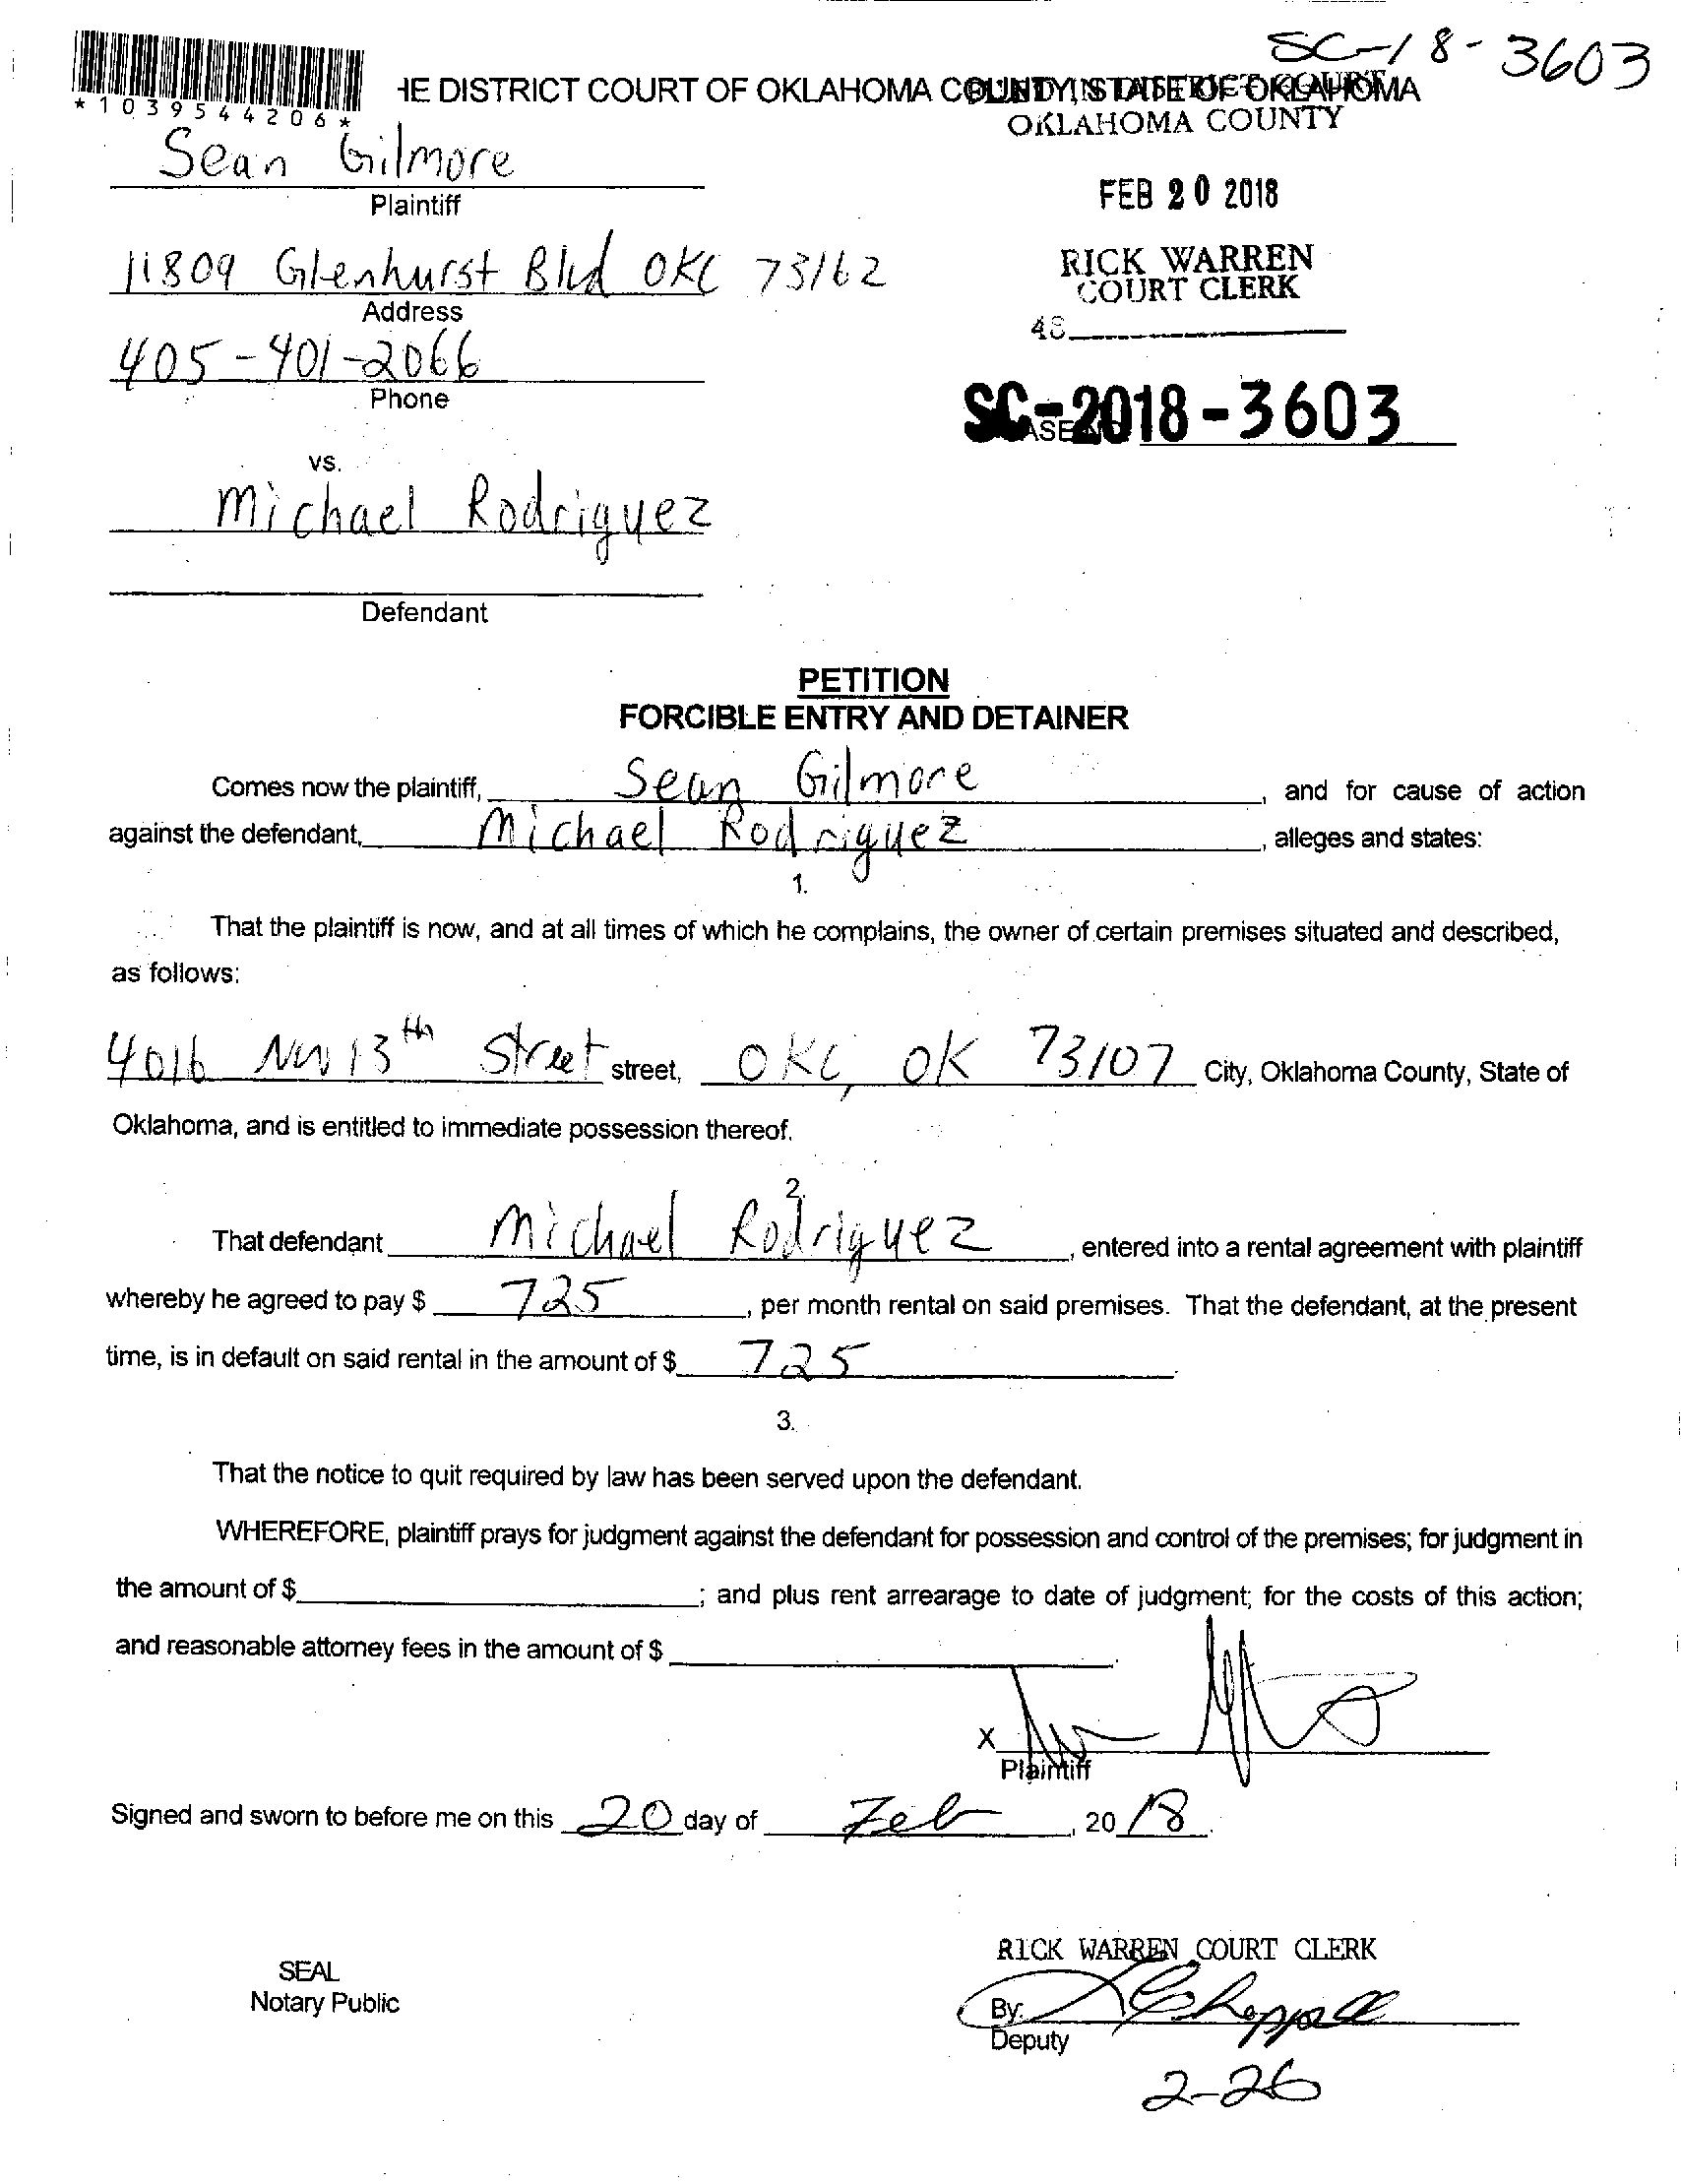 SC-18-3603
*1039544206*
HE DISTRICT COURT OF OKLAHOMA COUNTY, STATE OF OKLAHOMA
OKLAHOMA COUNTY
Sean Gilmore
Plaintiff
FEB 20 2018
11809 Glenhurst Blvd OKC 73162
Address
RICK WARREN
COURT CLERK
405-401-2066
Phone
48
SC-2018-3603
vs.
Michael Rodriguez
Defendant
PETITION
FORCIBLE ENTRY AND DETAINER
Comes now the plaintiff, Sean Gilmore, and for cause of action
against the defendant, Michael Rodriguez, alleges and states:
1.
That the plaintiff is now, and at all times of which he complains, the owner of certain premises situated and described,
as follows:
4016 NW 13th Street street, OKC, OK 73107 City, Oklahoma County, State of
Oklahoma, and is entitled to immediate possession thereof.
2.
That defendant Michael Rodriguez, entered into a rental agreement with plaintiff
whereby he agreed to pay $ 725, per month rental on said premises. That the defendant, at the present
time, is in default on said rental in the amount of $ 725
3.
That the notice to quit required by law has been served upon the defendant.
WHEREFORE, plaintiff prays for judgment against the defendant for possession and control of the premises; for judgment in
the amount of $ ; and plus rent arrearage to date of judgment; for the costs of this action;
and reasonable attorney fees in the amount of $
X
Plaintiff
Signed and sworn to before me on this 20 day of Feb, 2018.
RICK WARREN COURT CLERK
SEAL
Notary Public
By:
Deputy
2-26